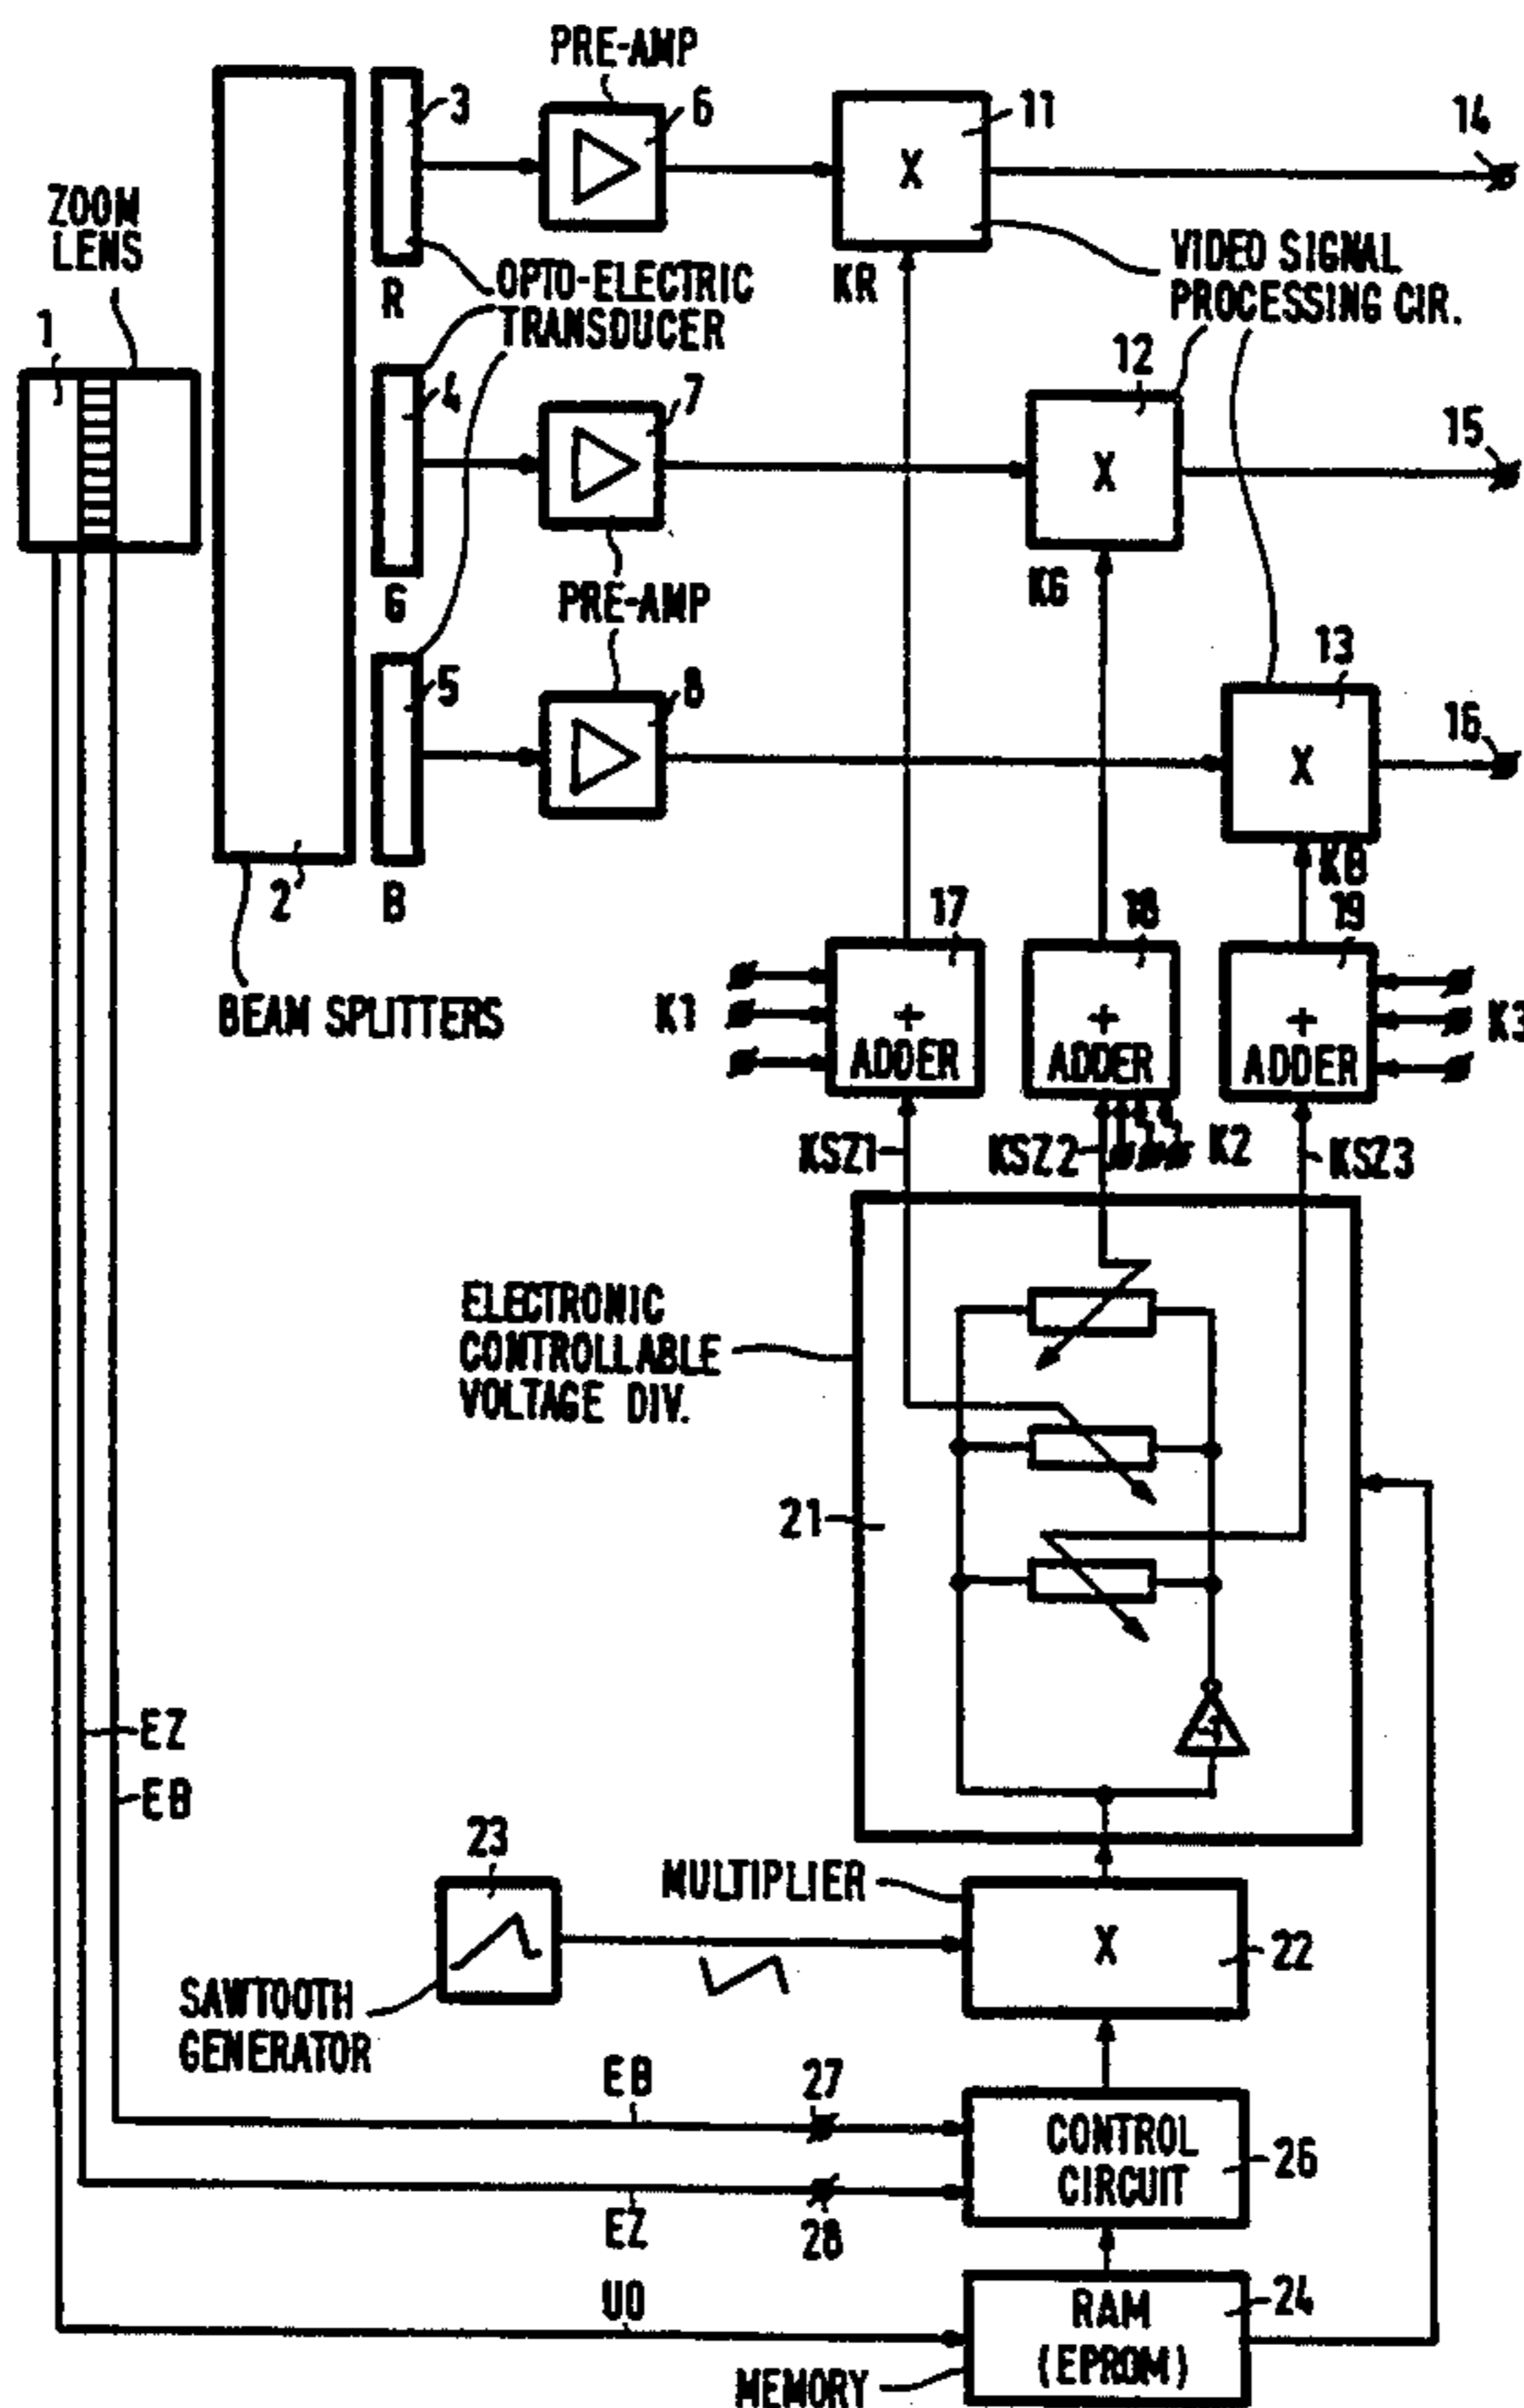 PRE-AMP
3
6
11
14
X
ZOOM
LENS
R
OPTO-ELECTRIC
TRANSDUCER
KR
VIDEO SIGNAL
PROCESSING CIR.
1
4
7
12
15
X
G
PRE-AMP
KG
13
5
8
16
X
2
B
KB
17
18
19
BEAM SPLITTERS
K1
+
ADDER
+
ADDER
+
ADDER
K3
KSZ1
KSZ2
K2
KSZ3
ELECTRONIC
CONTROLLABLE
VOLTAGE DIV.
21
EZ
EB
-1
23
MULTIPLIER
X
22
SAWTOOTH
GENERATOR
EB
27
CONTROL
CIRCUIT
26
EZ
28
UO
RAM
(EPROM)
24
MEMORY